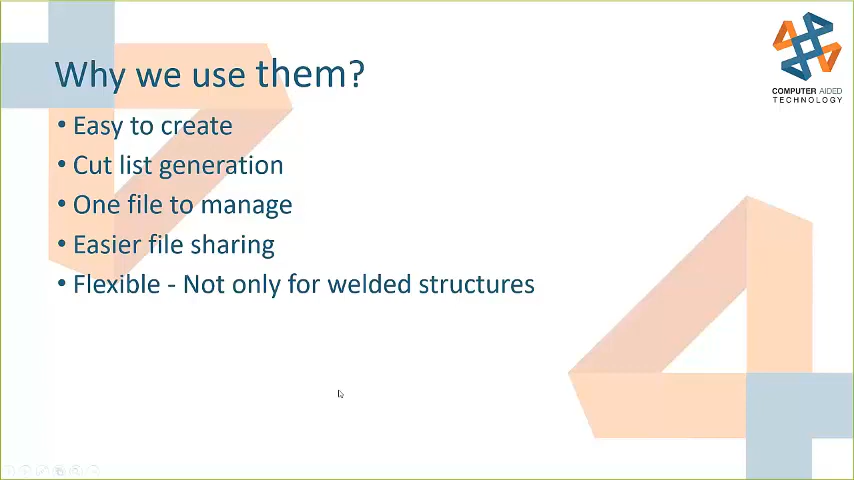 Why we use them?
COMPUTER AIDED
TECHNOLOGY
• Easy to create
• Cut list generation
• One file to manage
• Easier file sharing
• Flexible - Not only for welded structures